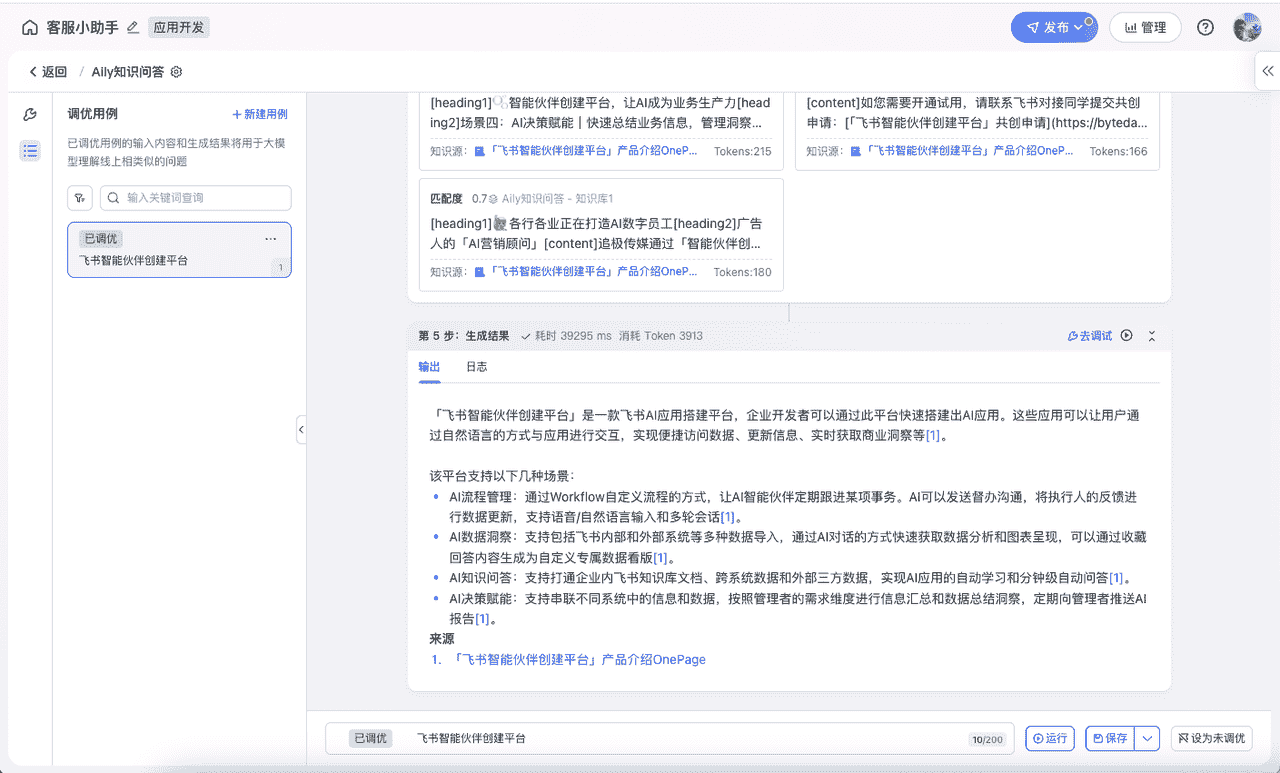 客服小助手 应用开发
发布 管理
返回 / Aily知识问答
调优用例 +新建用例
已调优用例的输入内容和生成结果将用于大模
型理解线上相类似的问题
输入关键词查询
已调优 ...
飞书智能伙伴创建平台
1
[heading1]智能伙伴创建平台，让AI成为业务生产力[head
ing2]场景四：AI决策赋能｜快速总结业务信息，管理洞察...
知识源： 「飞书智能伙伴创建平台」产品介绍OneP... Tokens:215
[content]如您需要开通试用，请联系飞书对接同学提交共创
申请：[「飞书智能伙伴创建平台」共创申请](https://byteda...
知识源： 「飞书智能伙伴创建平台」产品介绍OneP... Tokens:166
匹配度 0.7 Aily知识问答 - 知识库1
[heading1]各行各业正在打造AI数字员工[heading2]广告
人的「AI营销顾问」[content]追极传媒通过「智能伙伴创...
知识源： 「飞书智能伙伴创建平台」产品介绍OneP... Tokens:180
第 5 步：生成结果 耗时 39295 ms 消耗 Token 3913 去调试
输出 日志
「飞书智能伙伴创建平台」是一款飞书AI应用搭建平台，企业开发者可以通过此平台快速搭建出AI应用。这些应用可以让用户通
过自然语言的方式与应用进行交互，实现便捷访问数据、更新信息、实时获取商业洞察等[1]。
该平台支持以下几种场景：
• AI流程管理：通过Workflow自定义流程的方式，让AI智能伙伴定期跟进某项事务。AI可以发送督办沟通，将执行人的反馈进
行数据更新，支持语音/自然语言输入和多轮会话[1]。
• AI数据洞察：支持包括飞书内部和外部系统等多种数据导入，通过AI对话的方式快速获取数据分析和图表呈现，可以通过收藏
回答内容生成为自定义专属数据看版[1]。
• AI知识问答：支持打通企业内飞书知识库文档、跨系统数据和外部三方数据，实现AI应用的自动学习和分钟级自动问答[1]。
• AI决策赋能：支持串联不同系统中的信息和数据，按照管理者的需求维度进行信息汇总和数据总结洞察，定期向管理者推送AI
报告[1]。
来源
1. 「飞书智能伙伴创建平台」产品介绍OnePage
已调优 飞书智能伙伴创建平台 10/200 运行 保存 设为未调优